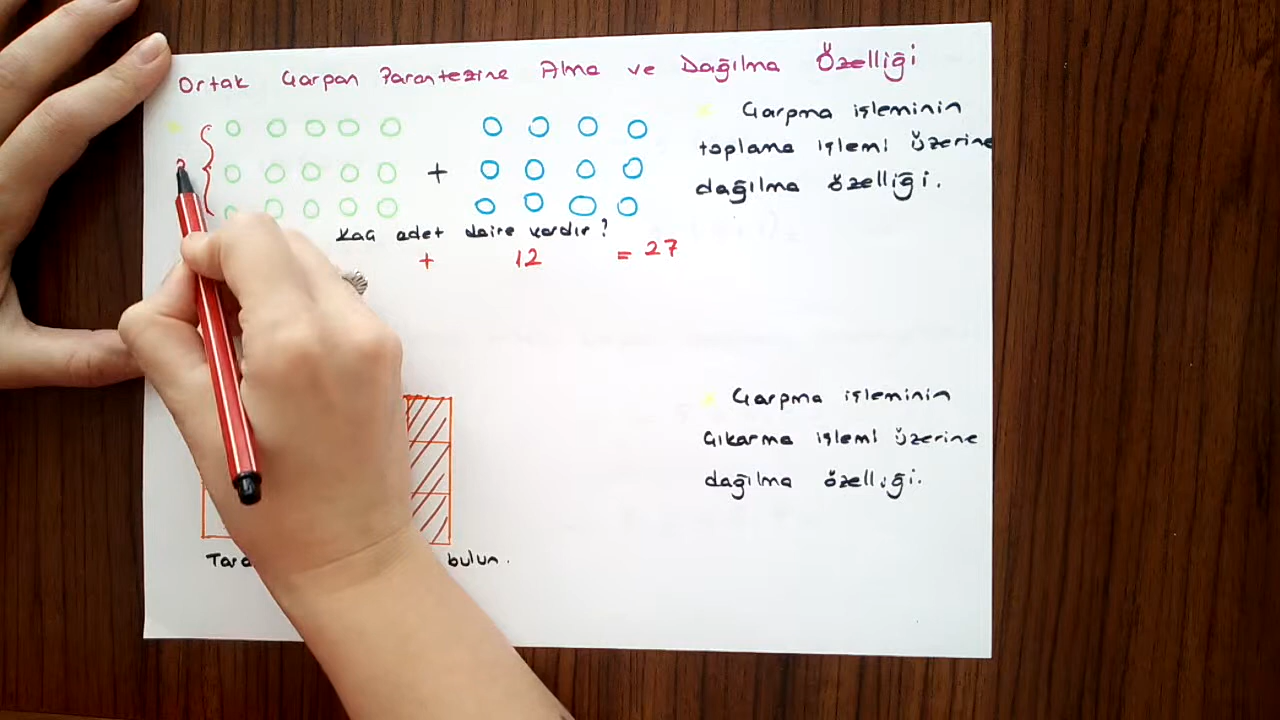 Ortak Çarpan Parantezine Alma ve Dağılma Özelliği
Çarpma işleminin
toplama işlemi üzerine
dağılma özelliği.
+
Kaç adet daire vardır?
+ 12 = 27
Çarpma işleminin
çıkarma işlemi üzerine
dağılma özelliği.
bulun.